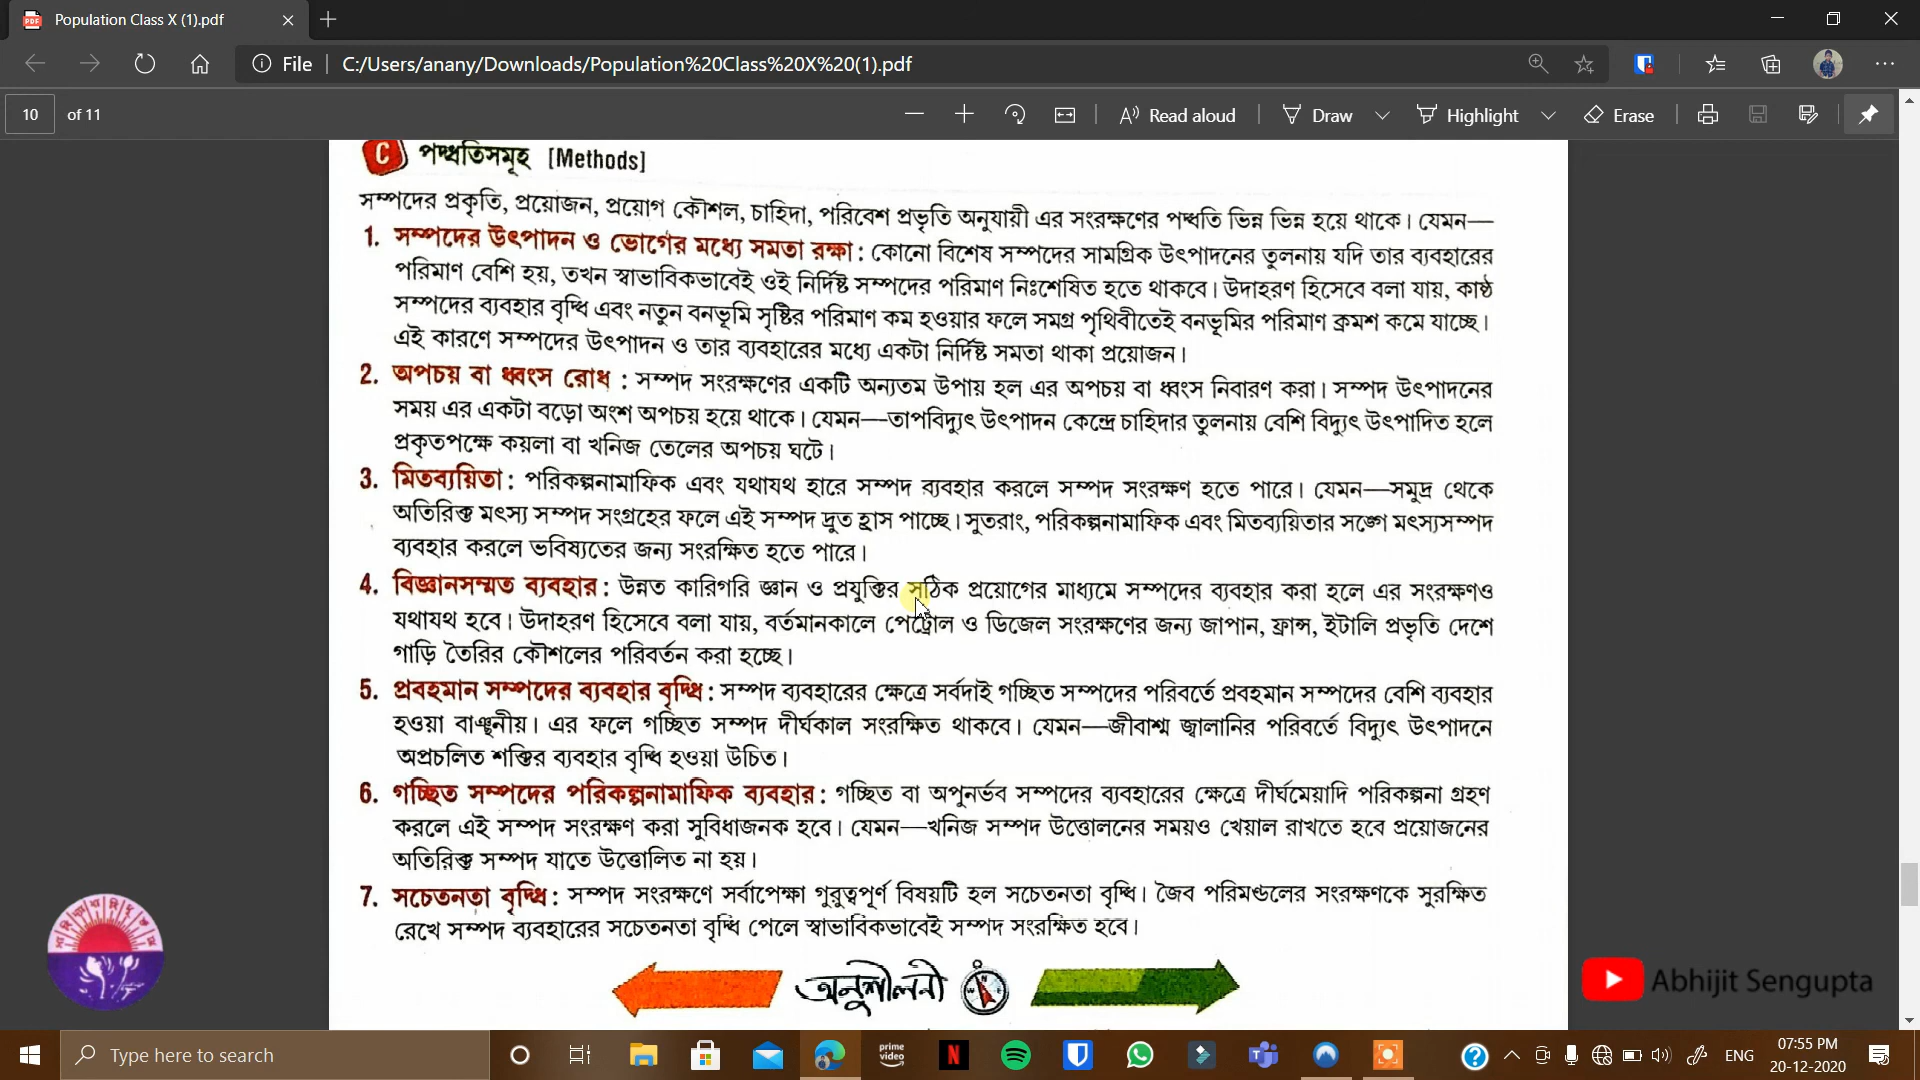 Population Class X (1).pdf
File
C:/Users/anany/Downloads/Population%20Class%20X%20(1).pdf
10 of 11
Read aloud
Draw
Highlight
Erase
C পদ্ধতিসমূহ [Methods]
সম্পদের প্রকৃতি, প্রয়োজন, প্রয়োগ কৌশল, চাহিদা, পরিবেশ প্রভৃতি অনুযায়ী এর সংরক্ষণের পদ্ধতি ভিন্ন ভিন্ন হয়ে থাকে। যেমন—
1. সম্পদের উৎপাদন ও ভোগের মধ্যে সমতা রক্ষা : কোনো বিশেষ সম্পদের সামগ্রিক উৎপাদনের তুলনায় যদি তার ব্যবহারের
পরিমাণ বেশি হয়, তখন স্বাভাবিকভাবেই ওই নির্দিষ্ট সম্পদের পরিমাণ নিঃশেষিত হতে থাকবে। উদাহরণ হিসেবে বলা যায়, কাষ্ঠ
সম্পদের ব্যবহার বৃদ্ধি এবং নতুন বনভূমি সৃষ্টির পরিমাণ কম হওয়ার ফলে সমগ্র পৃথিবীতেই বনভূমির পরিমাণ ক্রমশ কমে যাচ্ছে।
এই কারণে সম্পদের উৎপাদন ও তার ব্যবহারের মধ্যে একটা নির্দিষ্ট সমতা থাকা প্রয়োজন।
2. অপচয় বা ধ্বংস রোধ : সম্পদ সংরক্ষণের একটি অন্যতম উপায় হল এর অপচয় বা ধ্বংস নিবারণ করা। সম্পদ উৎপাদনের
সময় এর একটা বড়ো অংশ অপচয় হয়ে থাকে। যেমন—তাপবিদ্যুৎ উৎপাদন কেন্দ্রে চাহিদার তুলনায় বেশি বিদ্যুৎ উৎপাদিত হলে
প্রকৃতপক্ষে কয়লা বা খনিজ তেলের অপচয় ঘটে।
3. মিতব্যয়িতা : পরিকল্পনামাফিক এবং যথাযথ হারে সম্পদ ব্যবহার করলে সম্পদ সংরক্ষণ হতে পারে। যেমন—সমুদ্র থেকে
অতিরিক্ত মৎস্য সম্পদ সংগ্রহের ফলে এই সম্পদ দ্রুত হ্রাস পাচ্ছে। সুতরাং, পরিকল্পনামাফিক এবং মিতব্যয়িতার সঙ্গে মৎস্যসম্পদ
ব্যবহার করলে ভবিষ্যতের জন্য সংরক্ষিত হতে পারে।
4. বিজ্ঞানসম্মত ব্যবহার : উন্নত কারিগরি জ্ঞান ও প্রযুক্তির সঠিক প্রয়োগের মাধ্যমে সম্পদের ব্যবহার করা হলে এর সংরক্ষণও
যথাযথ হবে। উদাহরণ হিসেবে বলা যায়, বর্তমানকালে পেট্রোল ও ডিজেল সংরক্ষণের জন্য জাপান, ফ্রান্স, ইটালি প্রভৃতি দেশে
গাড়ি তৈরির কৌশলের পরিবর্তন করা হচ্ছে।
5. প্রবহমান সম্পদের ব্যবহার বৃদ্ধি : সম্পদ ব্যবহারের ক্ষেত্রে সর্বদাই গচ্ছিত সম্পদের পরিবর্তে প্রবহমান সম্পদের বেশি ব্যবহার
হওয়া বাঞ্ছনীয়। এর ফলে গচ্ছিত সম্পদ দীর্ঘকাল সংরক্ষিত থাকবে। যেমন—জীবাশ্ম জ্বালানির পরিবর্তে বিদ্যুৎ উৎপাদনে
অপ্রচলিত শক্তির ব্যবহার বৃদ্ধি হওয়া উচিত।
6. গচ্ছিত সম্পদের পরিকল্পনামাফিক ব্যবহার : গচ্ছিত বা অপুনর্ভব সম্পদের ব্যবহারের ক্ষেত্রে দীর্ঘমেয়াদি পরিকল্পনা গ্রহণ
করলে এই সম্পদ সংরক্ষণ করা সুবিধাজনক হবে। যেমন—খনিজ সম্পদ উত্তোলনের সময়ও খেয়াল রাখতে হবে প্রয়োজনের
অতিরিক্ত সম্পদ যাতে উত্তোলিত না হয়।
7. সচেতনতা বৃদ্ধি : সম্পদ সংরক্ষণে সর্বাপেক্ষা গুরুত্বপূর্ণ বিষয়টি হল সচেতনতা বৃদ্ধি। জৈব পরিমণ্ডলের সংরক্ষণকে সুরক্ষিত
রেখে সম্পদ ব্যবহারের সচেতনতা বৃদ্ধি পেলে স্বাভাবিকভাবেই সম্পদ সংরক্ষিত হবে।
অনুশীলনী
Abhijit Sengupta
Type here to search
prime video
N
ENG
07:55 PM
20-12-2020